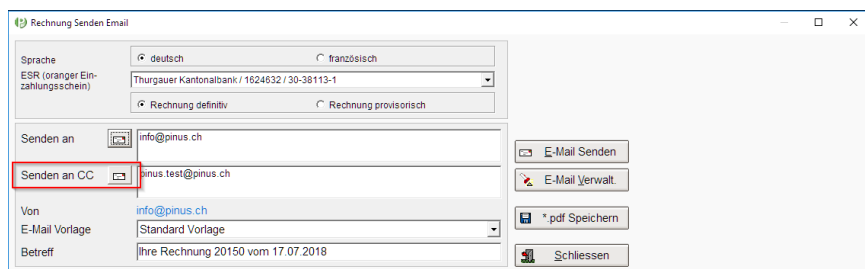 Rechnung Senden Email
Sprache
deutsch
französisch
ESR (oranger Ein-
zahlungsschein)
Thurgauer Kantonalbank / 1624632 / 30-38113-1
Rechnung definitiv
Rechnung provisorisch
Senden an
info@pinus.ch
E-Mail Senden
Senden an CC
pinus.test@pinus.ch
E-Mail Verwalt.
Von
info@pinus.ch
*.pdf Speichern
E-Mail Vorlage
Standard Vorlage
Betreff
Ihre Rechnung 20150 vom 17.07.2018
Schliessen